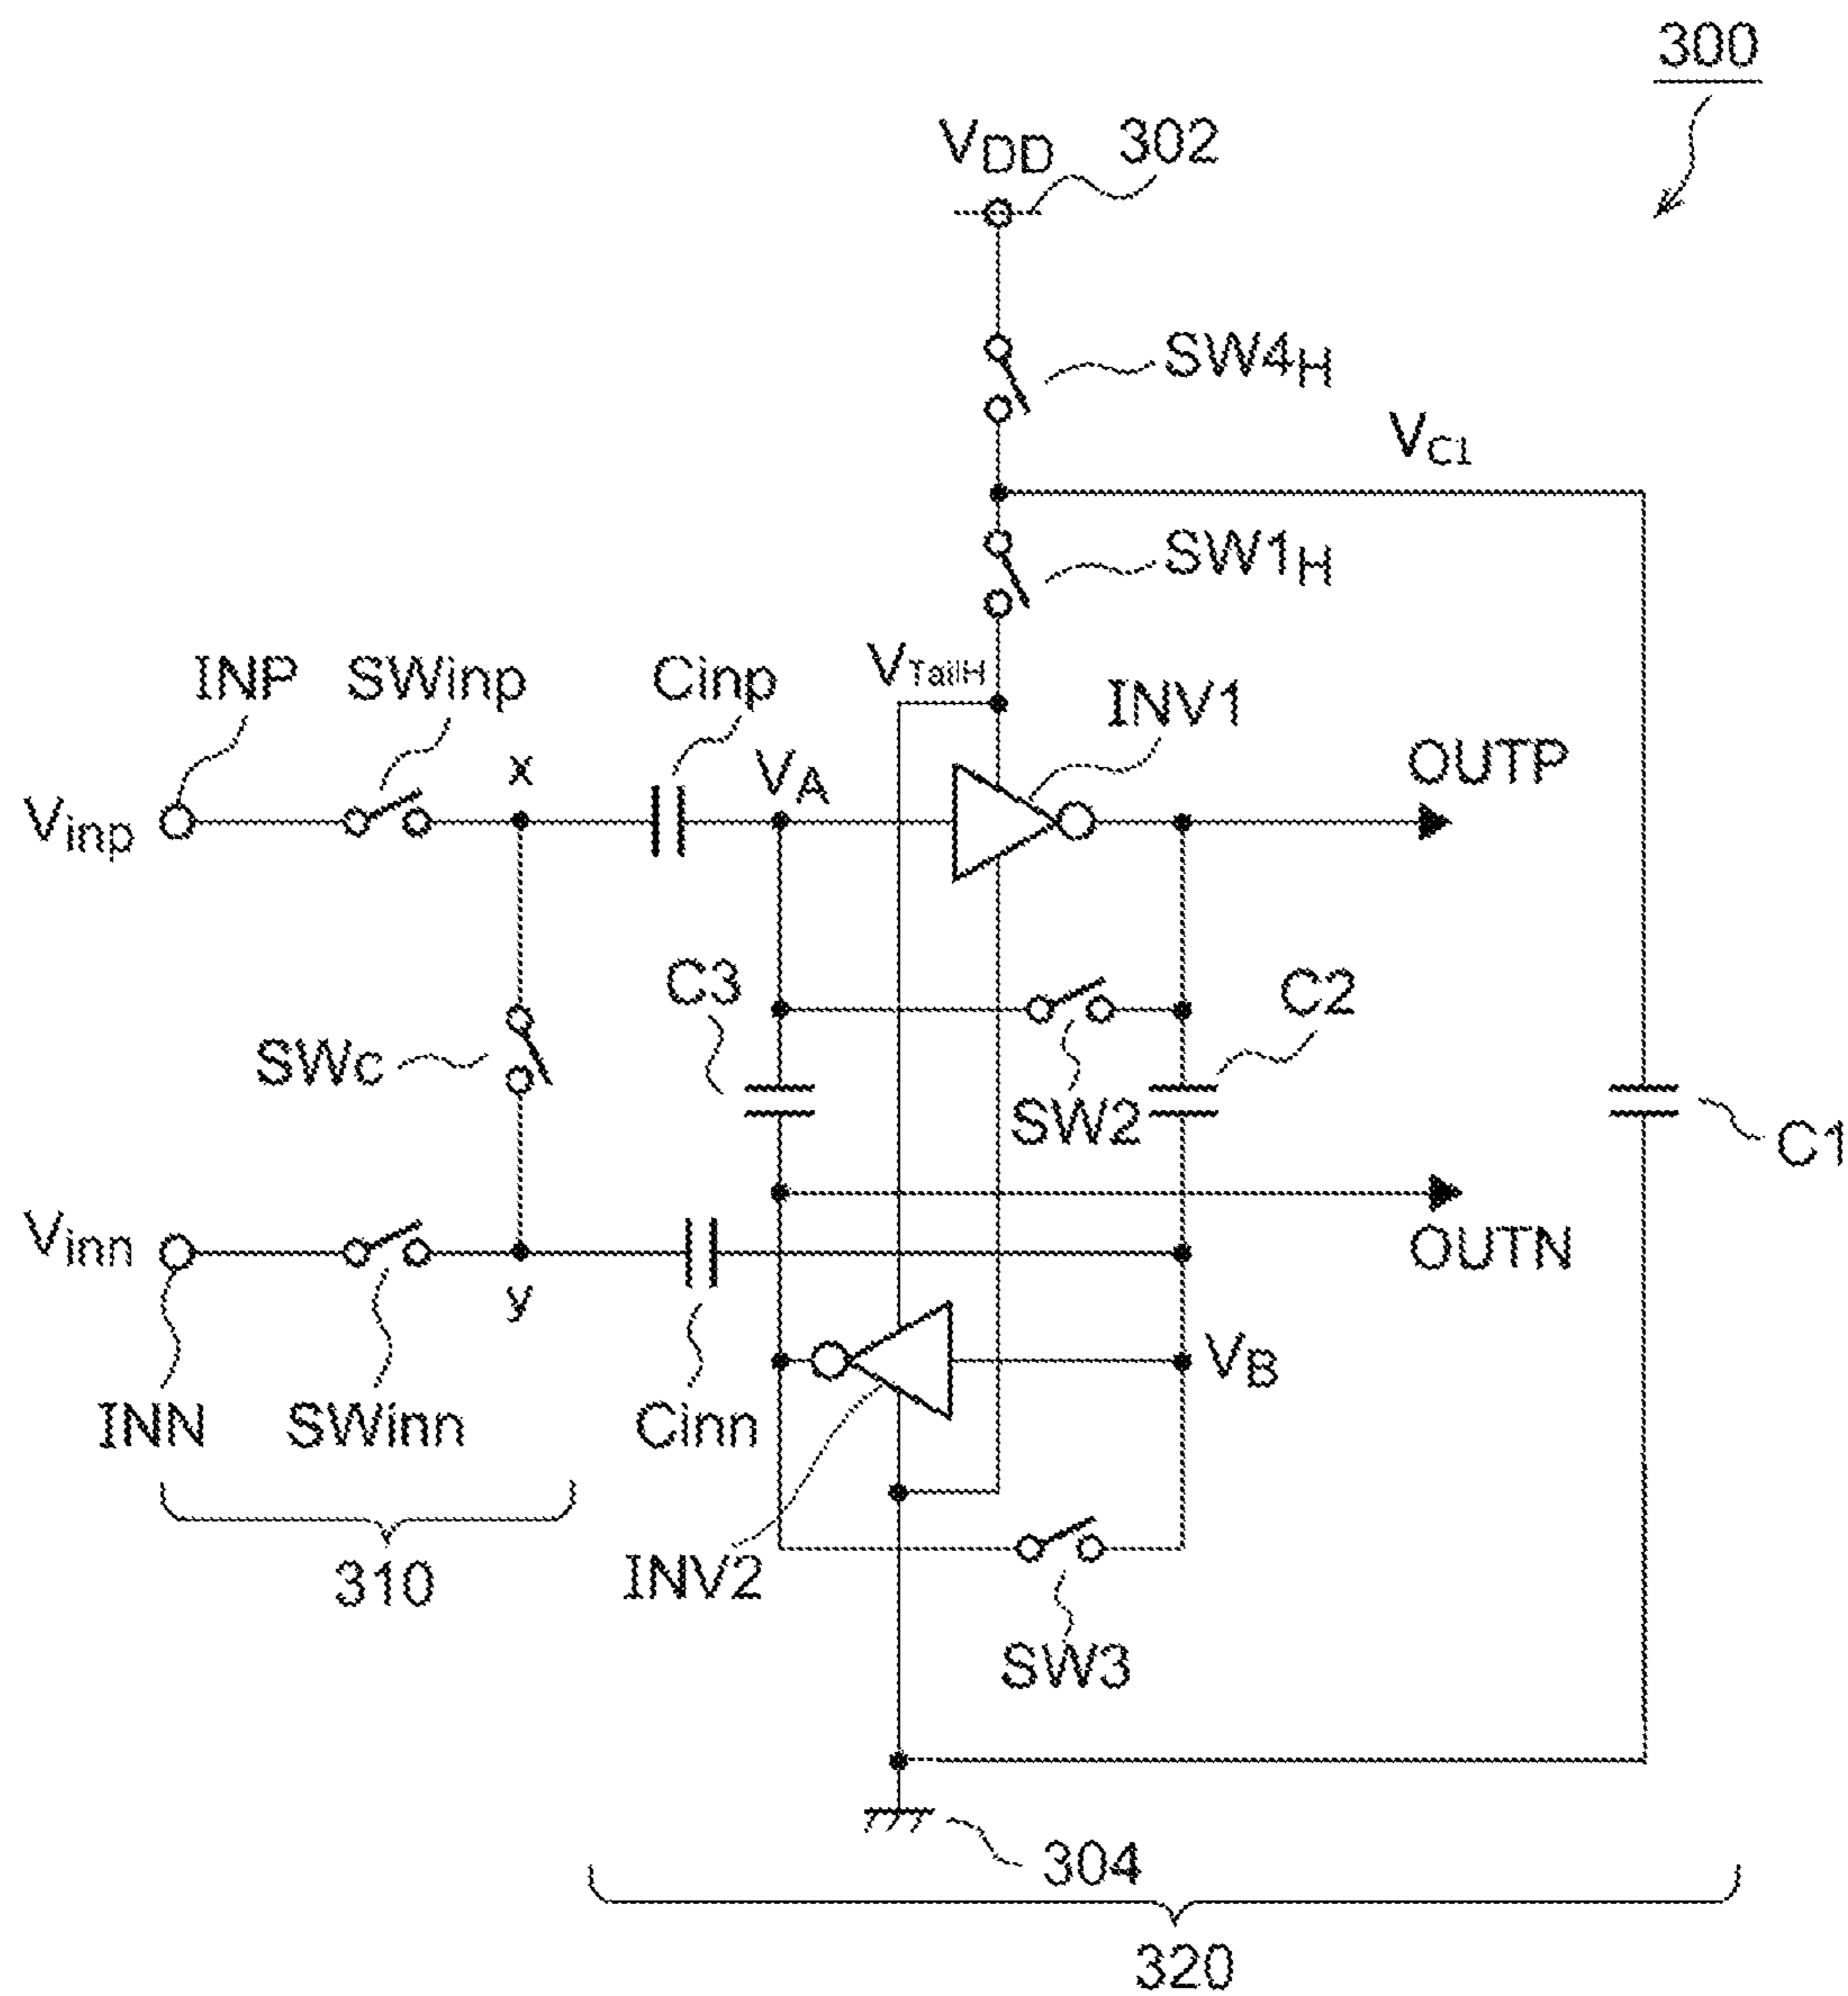 300
VDD 302
SW4H
VC1
SW1H
INP SWinp Cinp VTailH INV1
x VA OUTP
Vinp
C3 C2
SWc SW2 C1
Vinn OUTN
y VB
INN SWinn Cinn
310 INV2
SW3
304
320